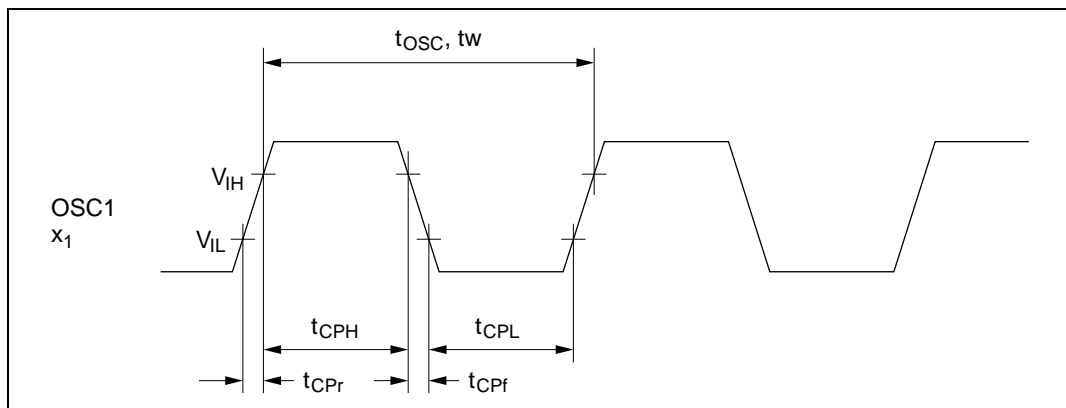 tOSC, tw
VIH
OSC1
x1
VIL
tCPH
tCPL
tCPr
tCPf